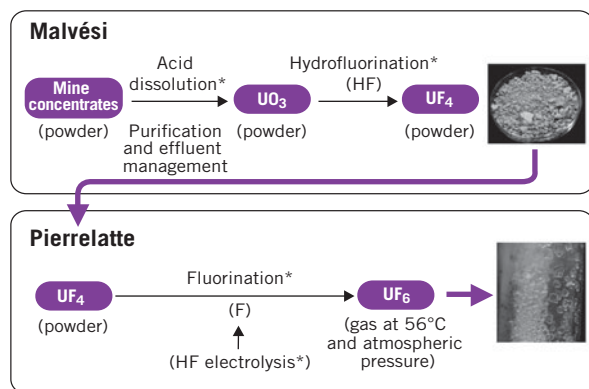 Malvési
Acid
dissolution*
Hydrofluorination*
(HF)
Mine
concentrates
UO3
UF4
(powder)
(powder)
(powder)
Purification
and effluent
management
Pierrelatte
Fluorination*
UF4
UF6
(powder)
(F)
(gas at 56°C
and atmospheric
pressure)
(HF electrolysis*)